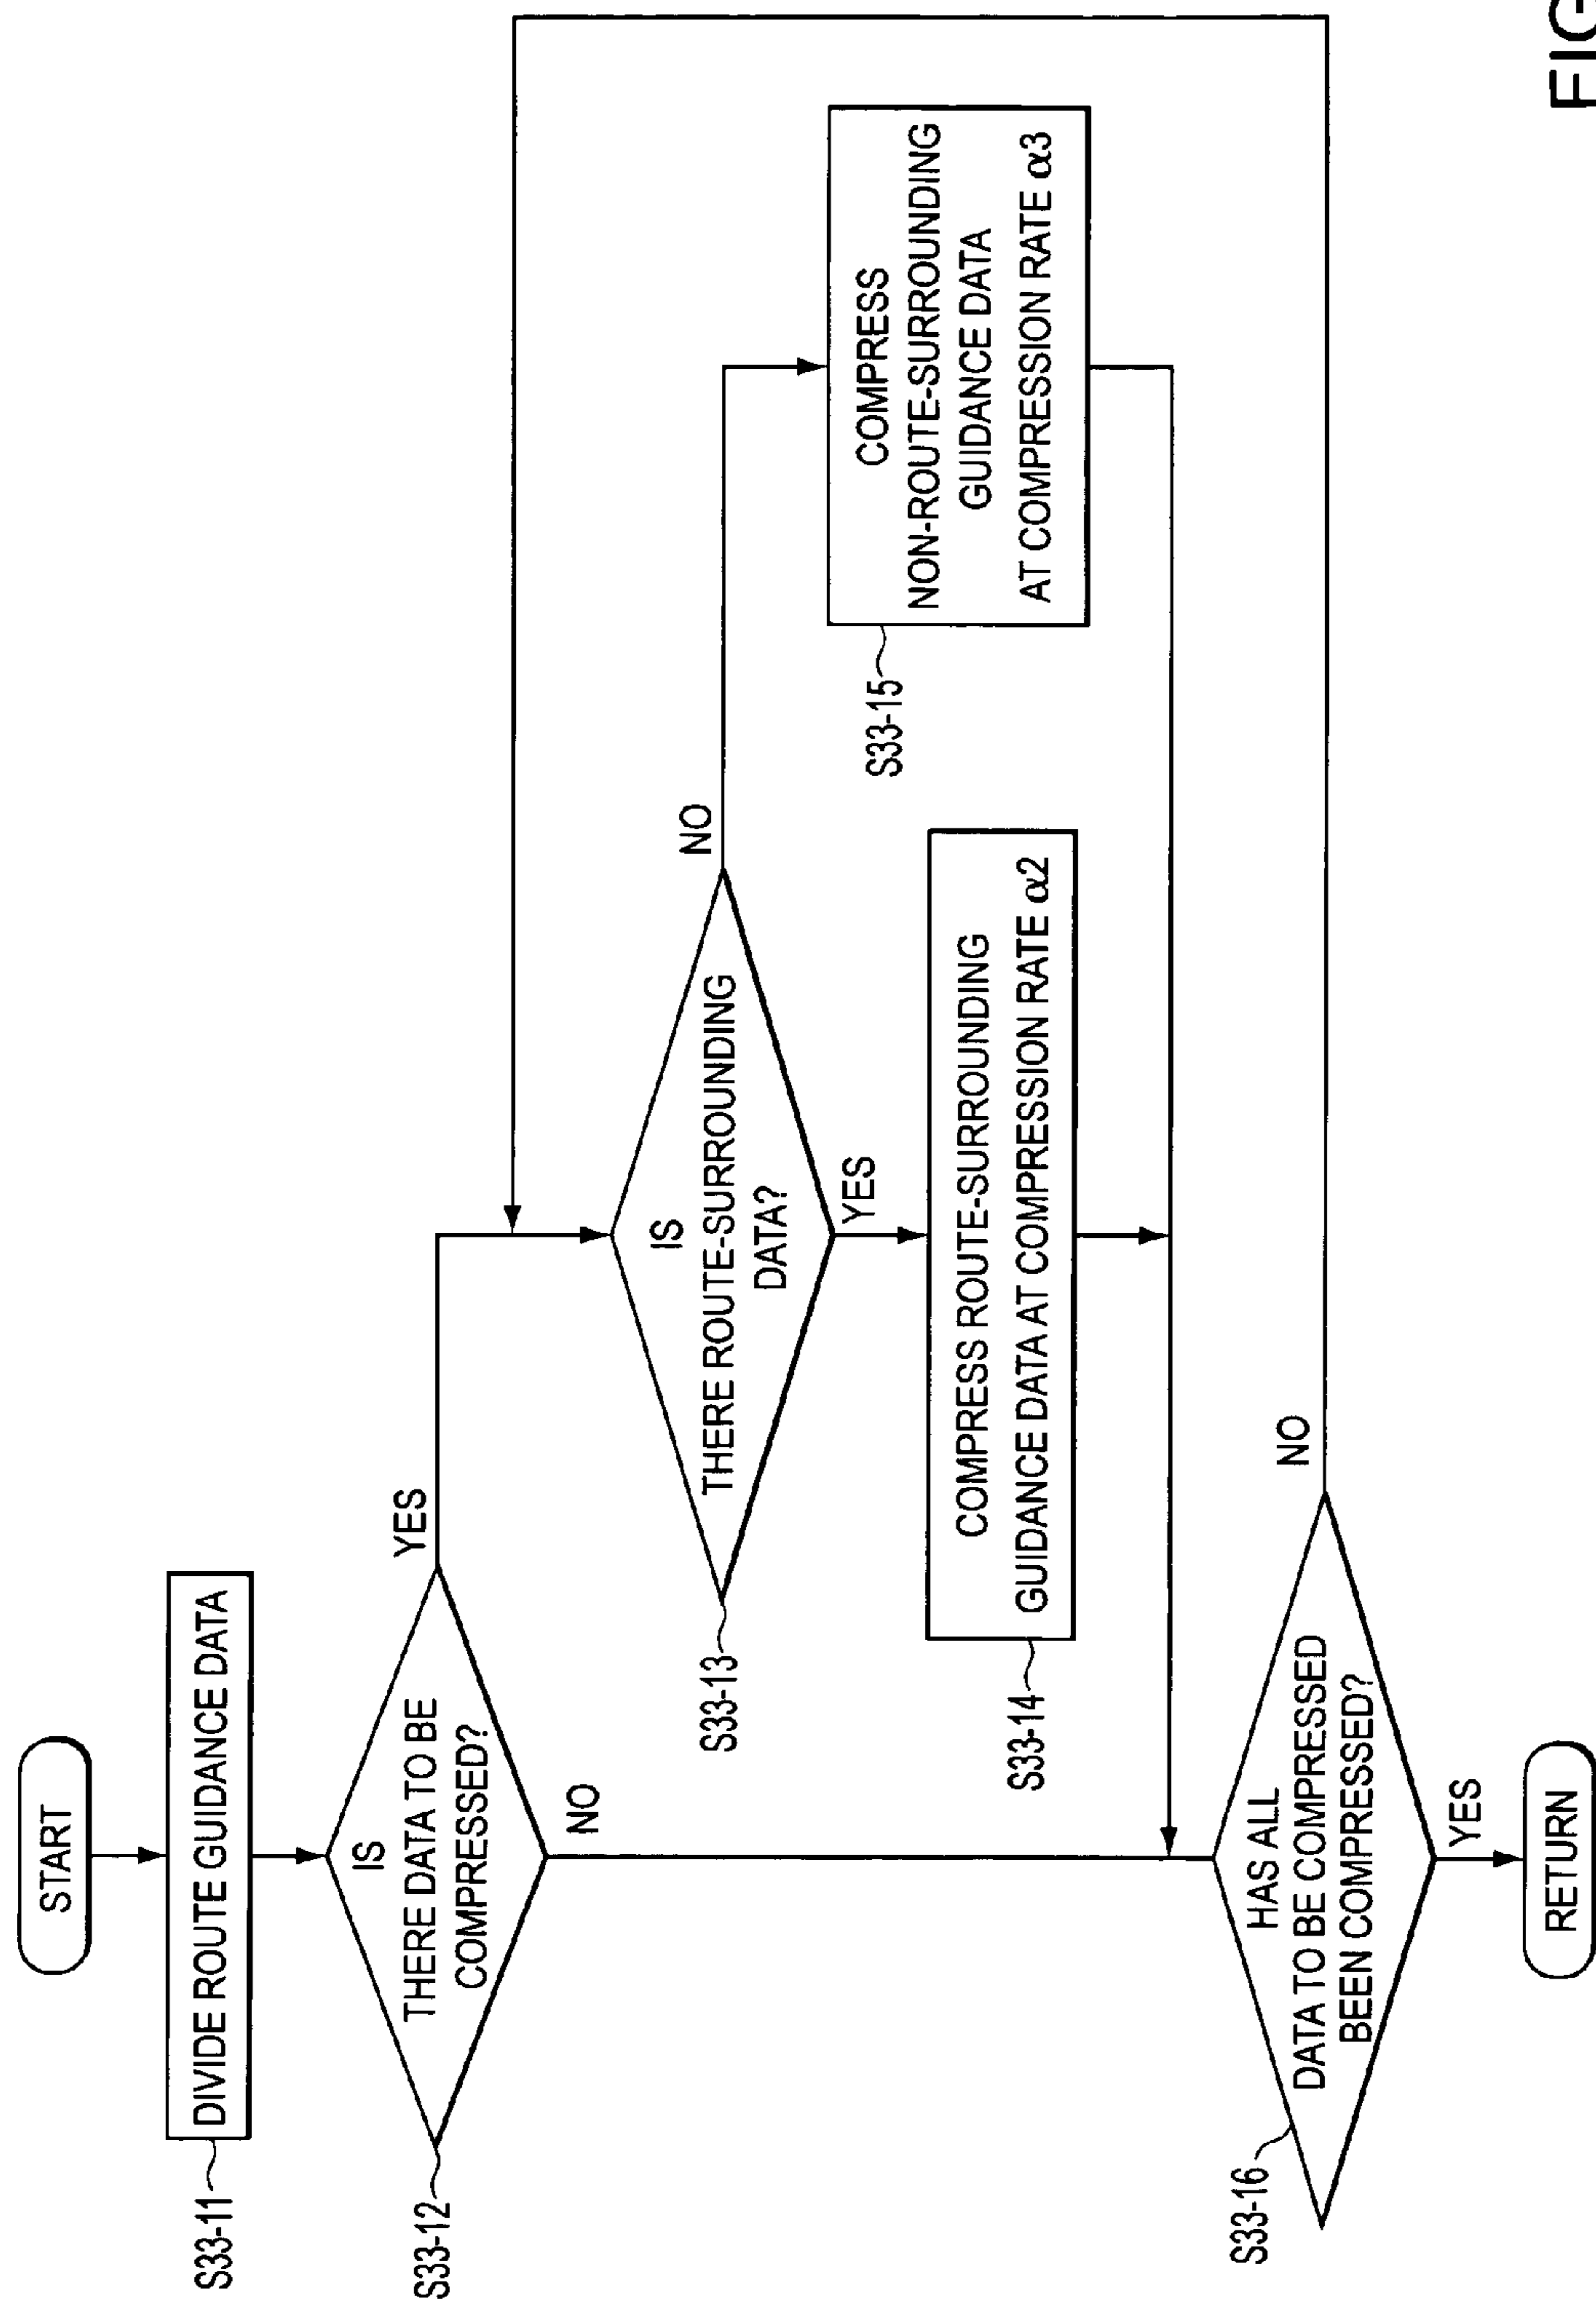 START
S33-11
DIVIDE ROUTE GUIDANCE DATA
S33-12
IS
THERE DATA TO BE
COMPRESSED?
YES
NO
S33-13
IS
THERE ROUTE-SURROUNDING
DATA?
NO
YES
S33-14
COMPRESS ROUTE-SURROUNDING
GUIDANCE DATA AT COMPRESSION RATE α2
S33-15
COMPRESS
NON-ROUTE-SURROUNDING
GUIDANCE DATA
AT COMPRESSION RATE α3
S33-16
HAS ALL
DATA TO BE COMPRESSED
BEEN COMPRESSED?
NO
YES
RETURN
FIG